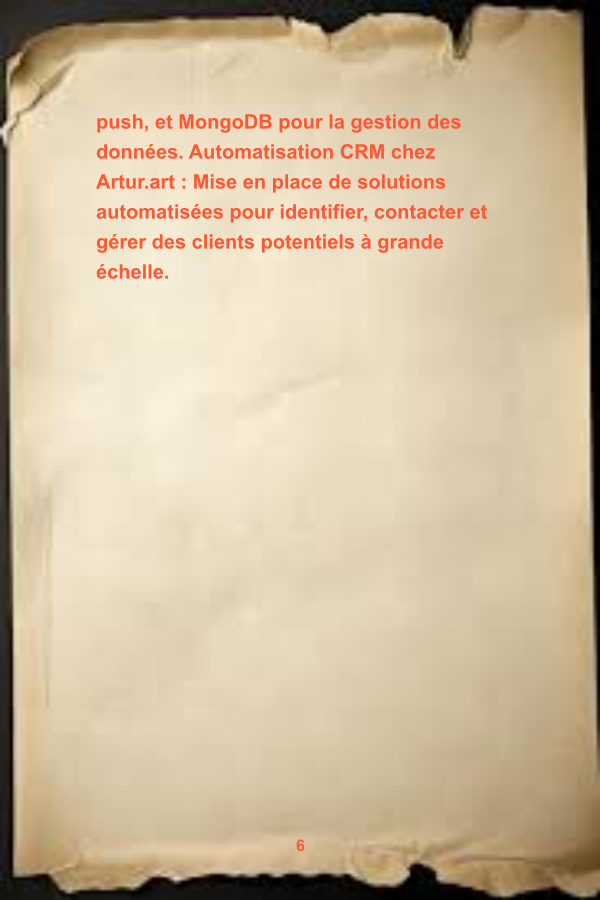 push, et MongoDB pour la gestion des
données. Automatisation CRM chez
Artur.art : Mise en place de solutions
automatisées pour identifier, contacter et
gérer des clients potentiels à grande
échelle.
6